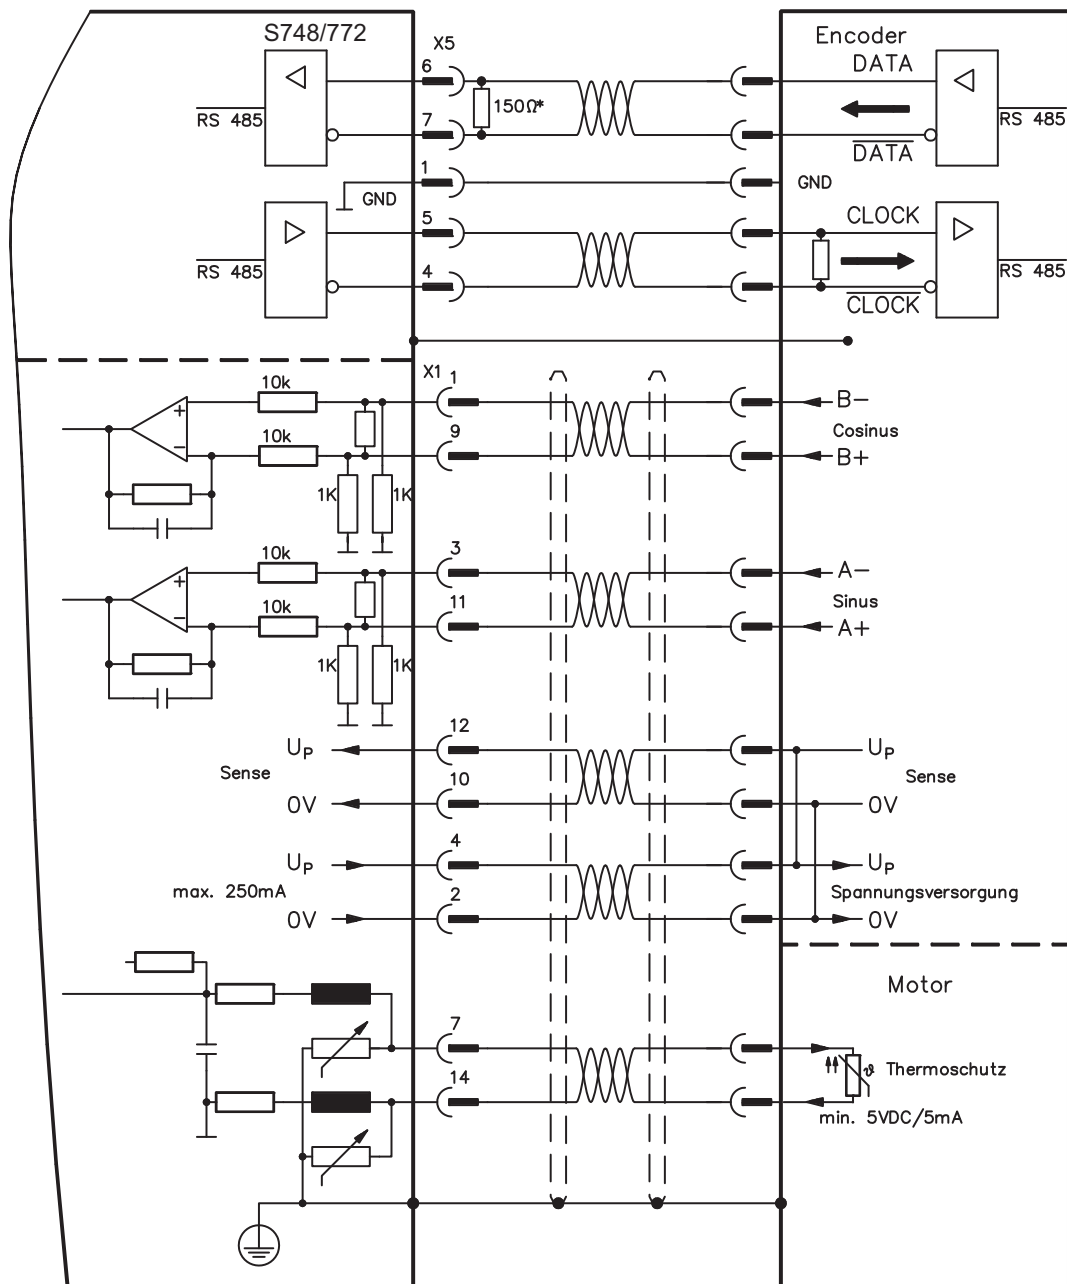 S748/772
X5
Encoder
6
DATA
150Ω*
RS 485
RS 485
7
DATA
1
GND
GND
5
CLOCK
RS 485
RS 485
4
CLOCK
X1
1
10k
B-
+
Cosinus
10k
9
B+
-
1K
1K
3
10k
A-
+
Sinus
10k
11
A+
-
1K
1K
12
UP
UP
Sense
Sense
10
0V
0V
4
UP
UP
max. 250mA
Spannungsversorgung
2
0V
0V
Motor
7
ϑ Thermoschutz
14
min. 5VDC/5mA